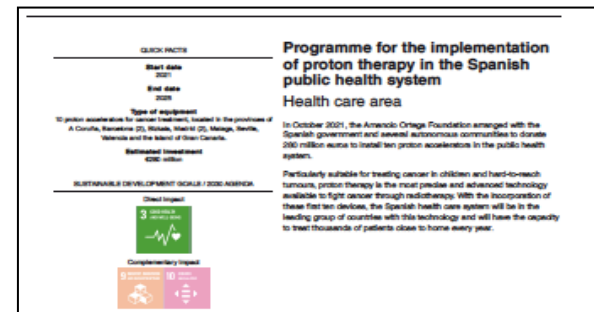 QUICK FACTS
Start date
2021
End date
Type of equipment
10 proton accelerators for cancer treatment, located in the provinces of
A Coruña, Barcelona (2), Bizkaia, Madrid (2), Malaga, Seville,
Valencia and the island of Gran Canaria.
Estimated investment
€280 million
SUSTAINABLE DEVELOPMENT GOALS / 2030 AGENDA
Direct Impact
3 GOOD HEALTH AND WELL-BEING
Complementary Impact
9
10
Programme for the implementation
of proton therapy in the Spanish
public health system
Health care area
In October 2021, the Amancio Ortega Foundation arranged with the
Spanish government and several autonomous communities to donate
280 million euros to install ten proton accelerators in the public health
system.
Particularly suitable for treating cancer in children and hard-to-reach
tumours, proton therapy is the most precise and advanced technology
available to fight cancer through radiotherapy. With the incorporation of
these first ten devices, the Spanish health care system will be in the
leading group of countries with this technology and will have the capacity
to treat thousands of patients close to home every year.